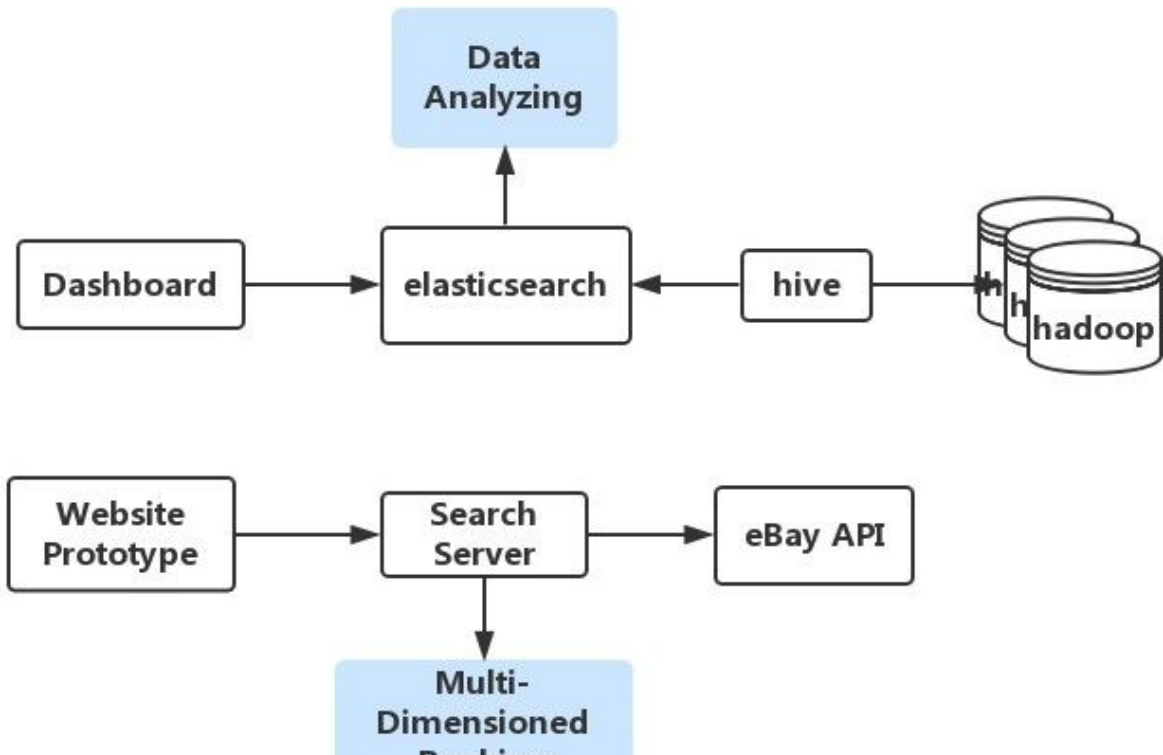 Data
Analyzing
Dashboard
elasticsearch
hive
h
h
hadoop
Website
Prototype
Search
Server
eBay API
Multi-
Dimensioned